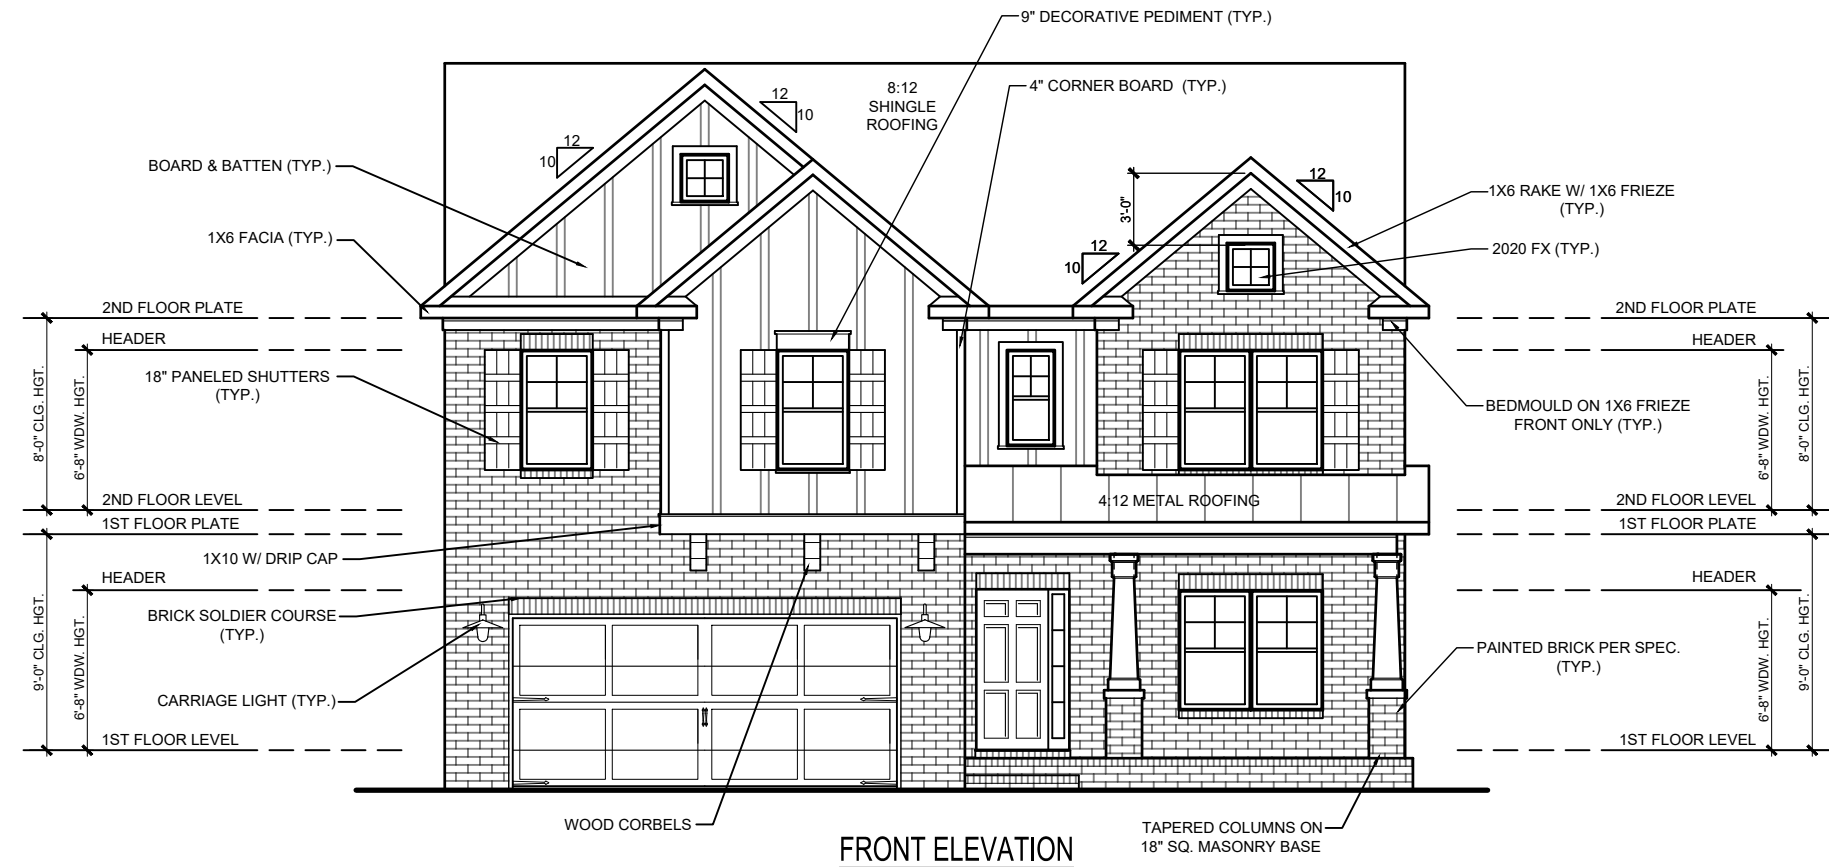 9" DECORATIVE PEDIMENT (TYP.)
8:12
SHINGLE
ROOFING
4" CORNER BOARD (TYP.)
12
10
12
10
BOARD & BATTEN (TYP.)
1X6 FACIA (TYP.)
12
10
12
10
3'-0"
1X6 RAKE W/ 1X6 FRIEZE
(TYP.)
2020 FX (TYP.)
2ND FLOOR PLATE
HEADER
18" PANELED SHUTTERS
(TYP.)
8'-0" CLG. HGT.
6'-8" WDW. HGT.
2ND FLOOR LEVEL
1ST FLOOR PLATE
1X10 W/ DRIP CAP
HEADER
BRICK SOLDIER COURSE
(TYP.)
9'-0" CLG. HGT.
6'-8" WDW. HGT.
CARRIAGE LIGHT (TYP.)
1ST FLOOR LEVEL
4:12 METAL ROOFING
2ND FLOOR PLATE
HEADER
BEDMOULD ON 1X6 FRIEZE
FRONT ONLY (TYP.)
6'-8" WDW. HGT.
8'-0" CLG. HGT.
2ND FLOOR LEVEL
1ST FLOOR PLATE
HEADER
PAINTED BRICK PER SPEC.
(TYP.)
6'-8" WDW. HGT.
9'-0" CLG. HGT.
1ST FLOOR LEVEL
WOOD CORBELS
TAPERED COLUMNS ON
18" SQ. MASONRY BASE
FRONT ELEVATION